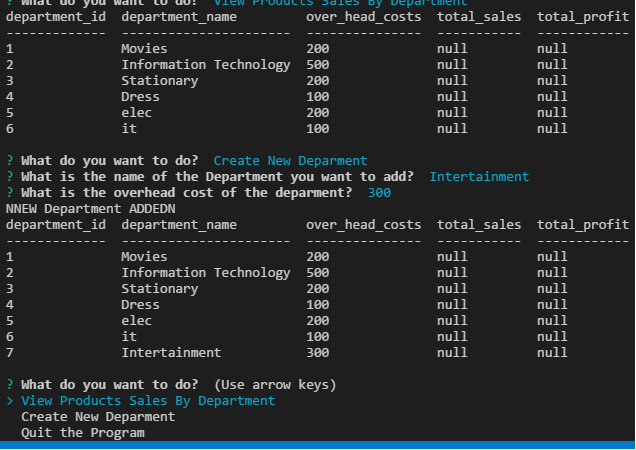 ? What do you want to do?  View Products Sales By Department
department_id  department_name        over_head_costs  total_sales  total_profit
-------------  ---------------------  ---------------  -----------  ------------
1              Movies                 200              null         null
2              Information Technology  500              null         null
3              Stationary             200              null         null
4              Dress                  100              null         null
5              elec                   200              null         null
6              it                     100              null         null
? What do you want to do?  Create New Deparment
? What is the name of the Department you want to add?  Intertainment
? What is the overhead cost of the deparment?  300
NNEW Department ADDEDN
department_id  department_name        over_head_costs  total_sales  total_profit
-------------  ---------------------  ---------------  -----------  ------------
1              Movies                 200              null         null
2              Information Technology  500              null         null
3              Stationary             200              null         null
4              Dress                  100              null         null
5              elec                   200              null         null
6              it                     100              null         null
7              Intertainment          300              null         null
? What do you want to do?  (Use arrow keys)
> View Products Sales By Department
  Create New Deparment
  Quit the Program